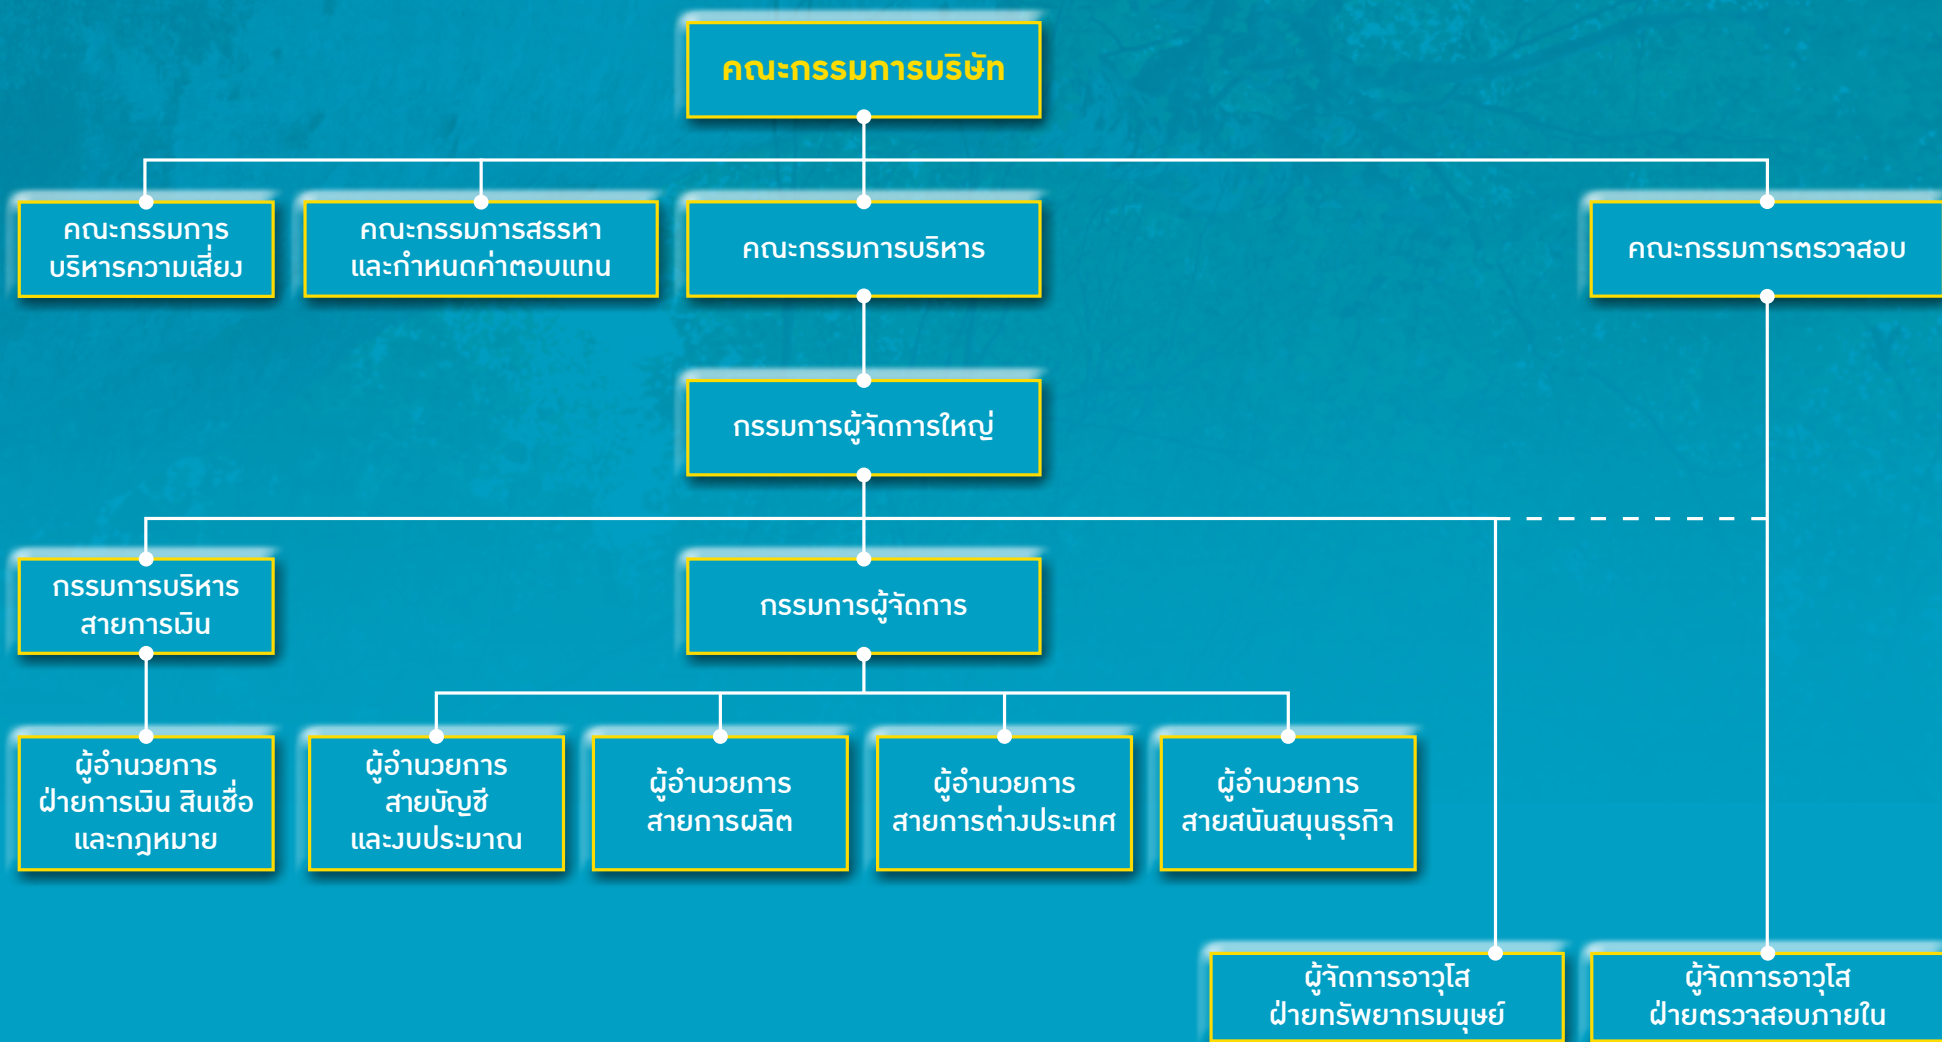 คณะกรรมการบริษัท
คณะกรรมการ
บริหารความเสี่ยง
คณะกรรมการสรรหา
และกำหนดค่าตอบแทน
คณะกรรมการบริหาร
คณะกรรมการตรวจสอบ
กรรมการผู้จัดการใหญ่
กรรมการบริหาร
สายการเงิน
กรรมการผู้จัดการ
ผู้อำนวยการ
ฝ่ายการเงิน สินเชื่อ
และกฎหมาย
ผู้อำนวยการ
สายบัญชี
และงบประมาณ
ผู้อำนวยการ
สายการผลิต
ผู้อำนวยการ
สายการต่างประเทศ
ผู้อำนวยการ
สายสนันสนุนธุรกิจ
ผู้จัดการอาวุโส
ฝ่ายทรัพยากรมนุษย์
ผู้จัดการอาวุโส
ฝ่ายตรวจสอบภายใน